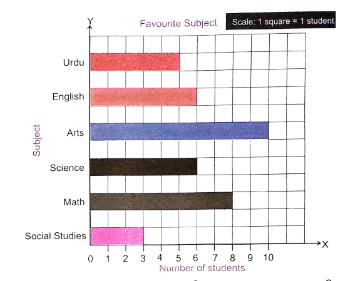 Y
Favourite Subject
Scale: 1 square = 1 student
Urdu
English
Arts
Science
Math
Social Studies
Subject
X
0 1 2 3 4 5 6 7 8 9 10
Number of students